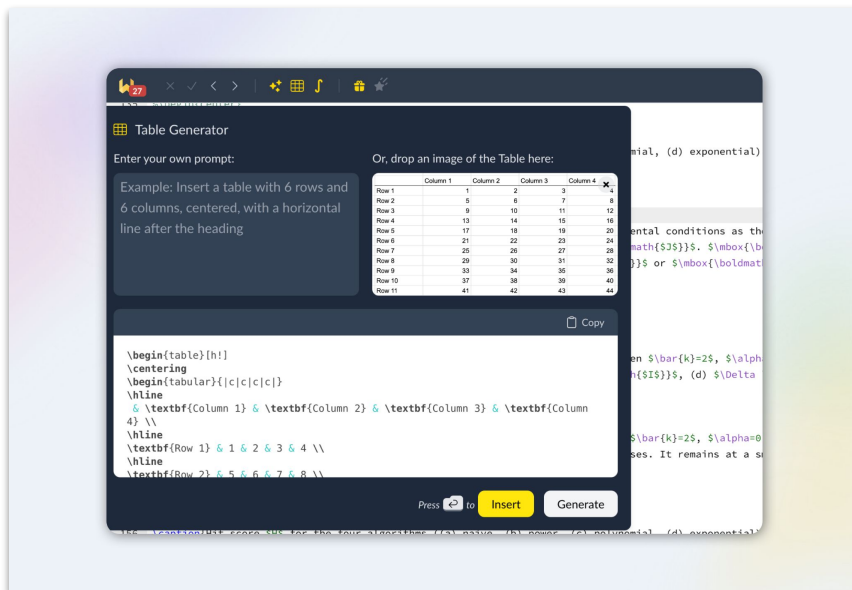 27
Table Generator
Enter your own prompt:
Or, drop an image of the Table here:
Example: Insert a table with 6 rows and
6 columns, centered, with a horizontal
line after the heading
Column 1 Column 2 Column 3 Column 4
Row 1 1 2 3 4
Row 2 5 6 7 8
Row 3 9 10 11 12
Row 4 13 14 15 16
Row 5 17 18 19 20
Row 6 21 22 23 24
Row 7 25 26 27 28
Row 8 29 30 31 32
Row 9 33 34 35 36
Row 10 37 38 39 40
Row 11 41 42 43 44
Copy
\begin{table}[h!]
\centering
\begin{tabular}{|c|c|c|c|}
\hline
& \textbf{Column 1} & \textbf{Column 2} & \textbf{Column 3} & \textbf{Column
4} \\
\hline
\textbf{Row 1} & 1 & 2 & 3 & 4 \\
\hline
\textbf{Row 2} & 5 & 6 & 7 & 8 \\
Press to Insert Generate
mial, (d) exponential)
ental conditions as the
math{$J$}}$. $\mbox{\b
}}$ or $\mbox{\boldmat
en $\bar{k}=2$, $\alph
h{$I$}}$, (d) $\Delta
$\bar{k}=2$, $\alpha=0
ses. It remains at a
156 \caption{Hit score $H$ for the four algorithms ((a) naive, (b) power, (c) polynomial, (d) exponential)